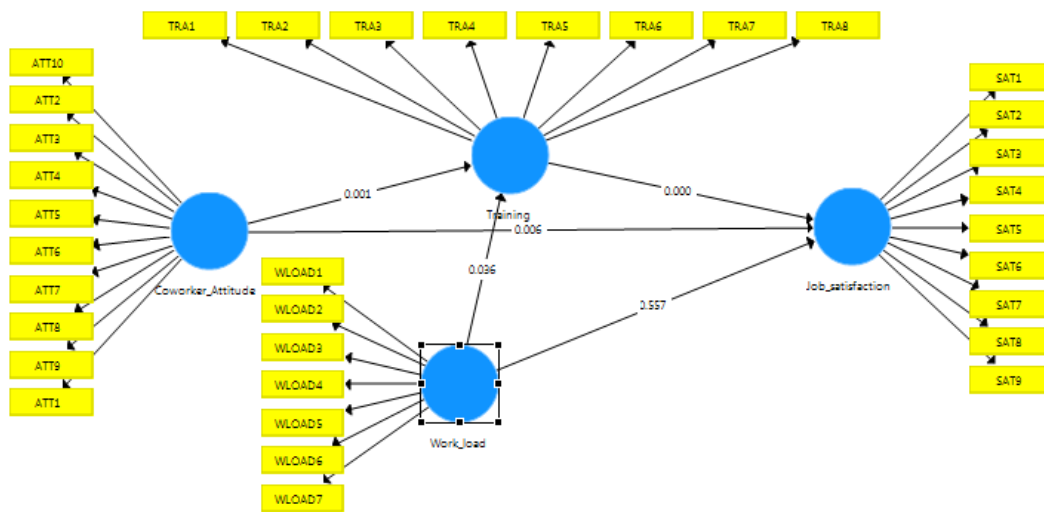 TRA1
TRA2
TRA3
TRA4
TRA5
TRA6
TRA7
TRA8
ATT10
ATT2
ATT3
ATT4
ATT5
ATT6
ATT7
ATT8
ATT9
ATT1
SAT1
SAT2
SAT3
SAT4
SAT5
SAT6
SAT7
SAT8
SAT9
0.001
0.000
Training
0.006
0.036
0.557
Coworker_Attitude
Job_satisfaction
WLOAD1
WLOAD2
WLOAD3
WLOAD4
WLOAD5
WLOAD6
WLOAD7
Work_load